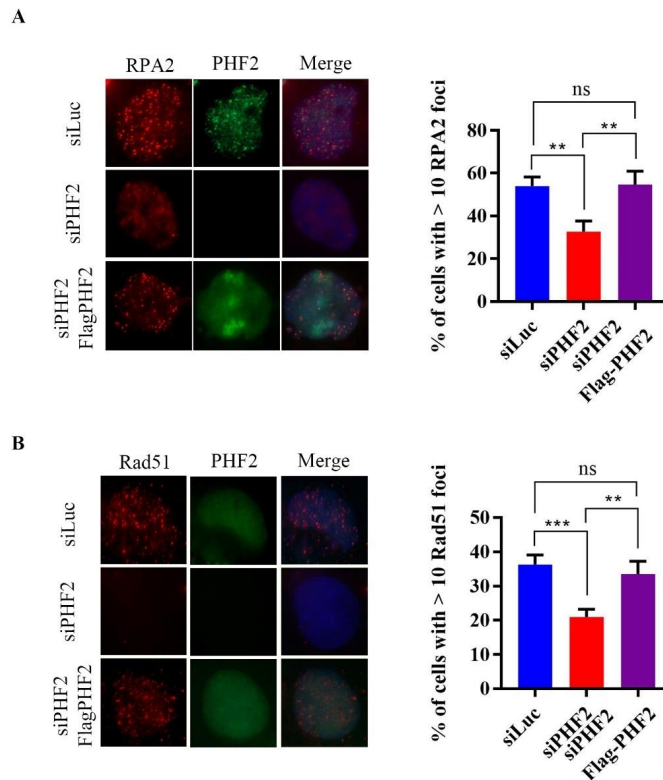 A
RPA2 PHF2 Merge
siLuc
siPHF2
siPHF2
FlagPHF2
% of cells with > 10 RPA2 foci
80
60
40
20
0
ns
** **
siLuc
siPHF2
siPHF2
Flag-PHF2
B
Rad51 PHF2 Merge
siLuc
siPHF2
siPHF2
FlagPHF2
% of cells with > 10 Rad51 foci
50
40
30
20
10
0
ns
*** **
siLuc
siPHF2
siPHF2
Flag-PHF2